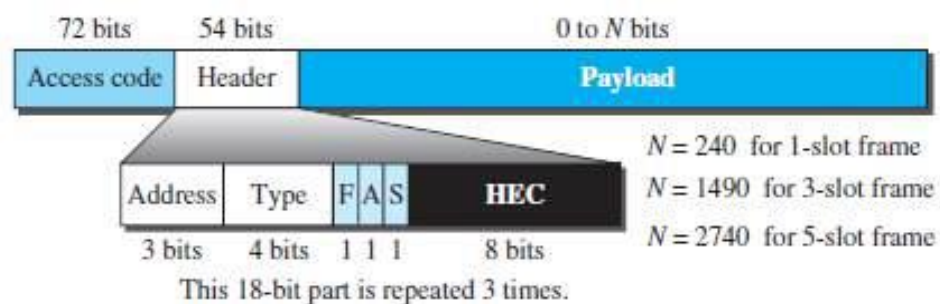 72 bits 54 bits 0 to N bits
Access code Header Payload
N = 240 for 1-slot frame
Address Type F A S HEC
N = 1490 for 3-slot frame
N = 2740 for 5-slot frame
3 bits 4 bits 1 1 1 8 bits
This 18-bit part is repeated 3 times.